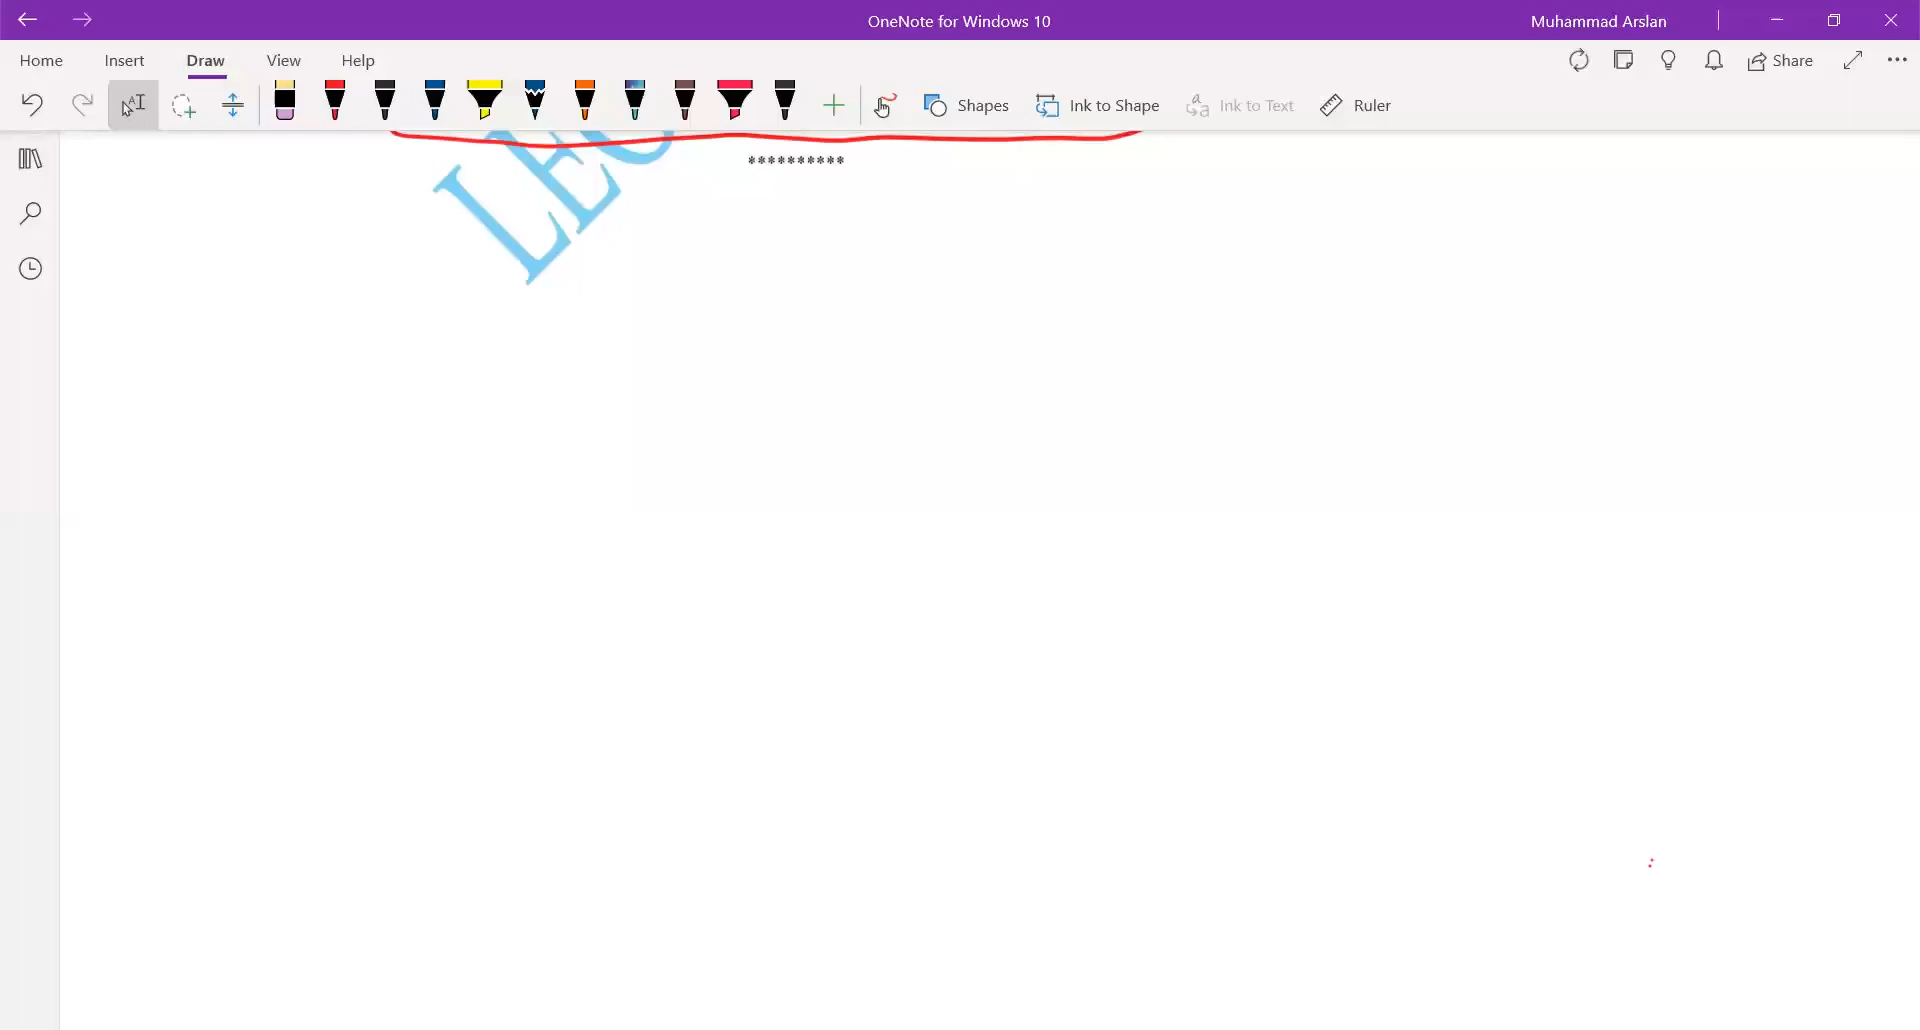 OneNote for Windows 10
Muhammad Arslan
Home Insert Draw View Help
Share
Shapes Ink to Shape Ink to Text Ruler
**********
LEC